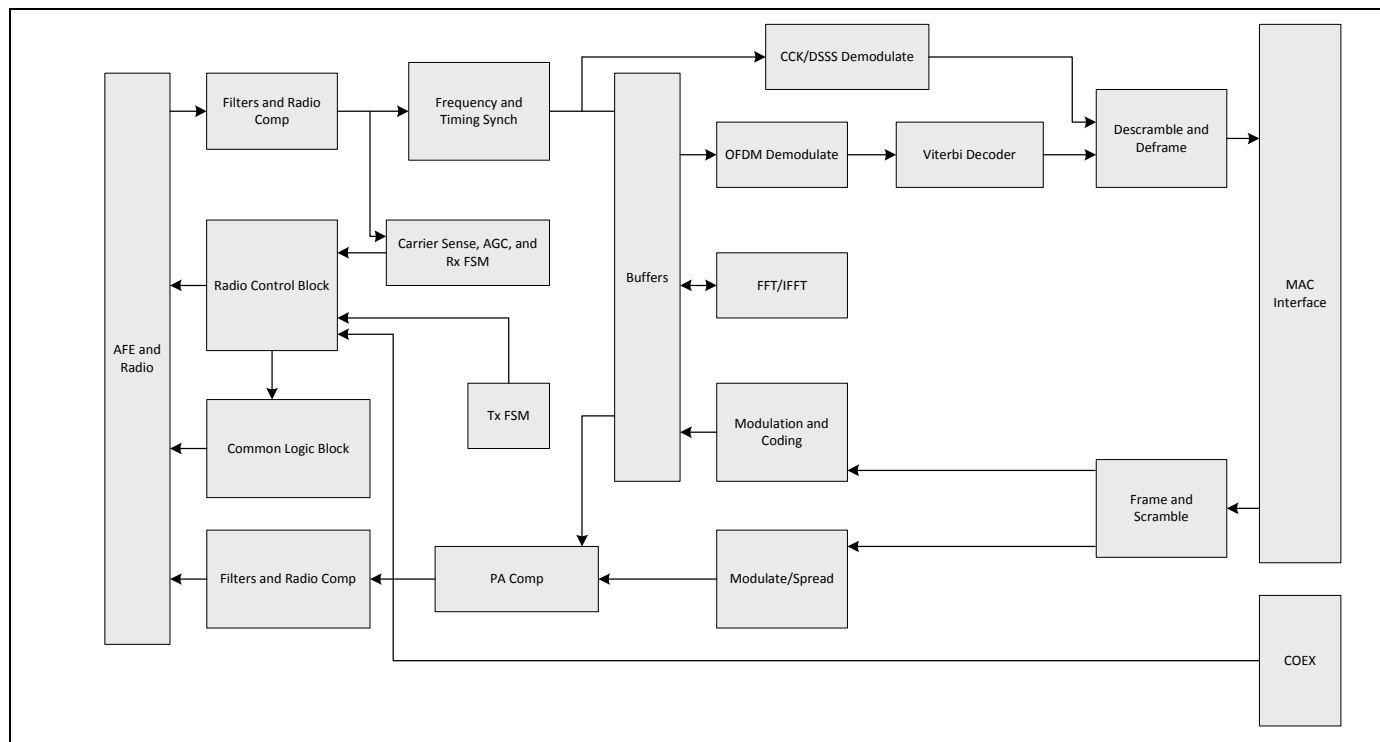 CCK/DSSS Demodulate
Filters and Radio
Comp
Frequency and
Timing Synch
Descramble and
Deframe
OFDM Demodulate
Viterbi Decoder
Carrier Sense, AGC, and
Rx FSM
Radio Control Block
Buffers
FFT/IFFT
MAC
Interface
AFE and
Radio
Tx FSM
Modulation and
Coding
Common Logic Block
Frame and
Scramble
Filters and Radio Comp
PA Comp
Modulate/Spread
COEX